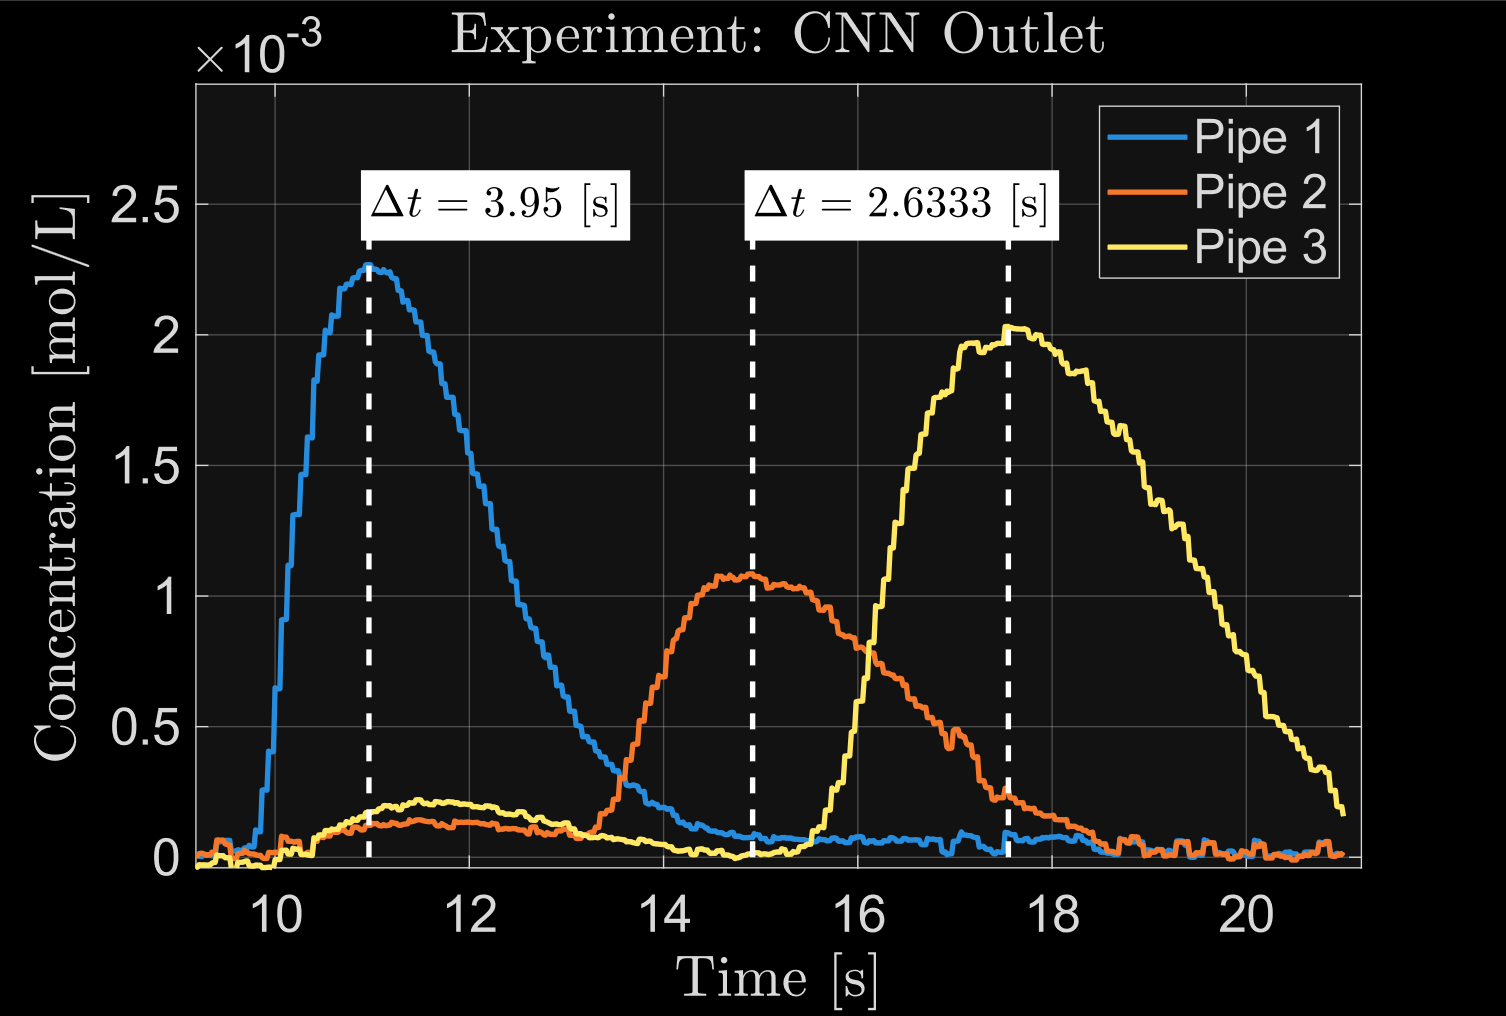 Experiment: CNN Outlet
×10⁻³
Pipe 1
Pipe 2
Pipe 3
Δt = 3.95 [s]
Δt = 2.6333 [s]
2.5
2
1.5
1
0.5
0
Concentration [mol/L]
10 12 14 16 18 20
Time [s]